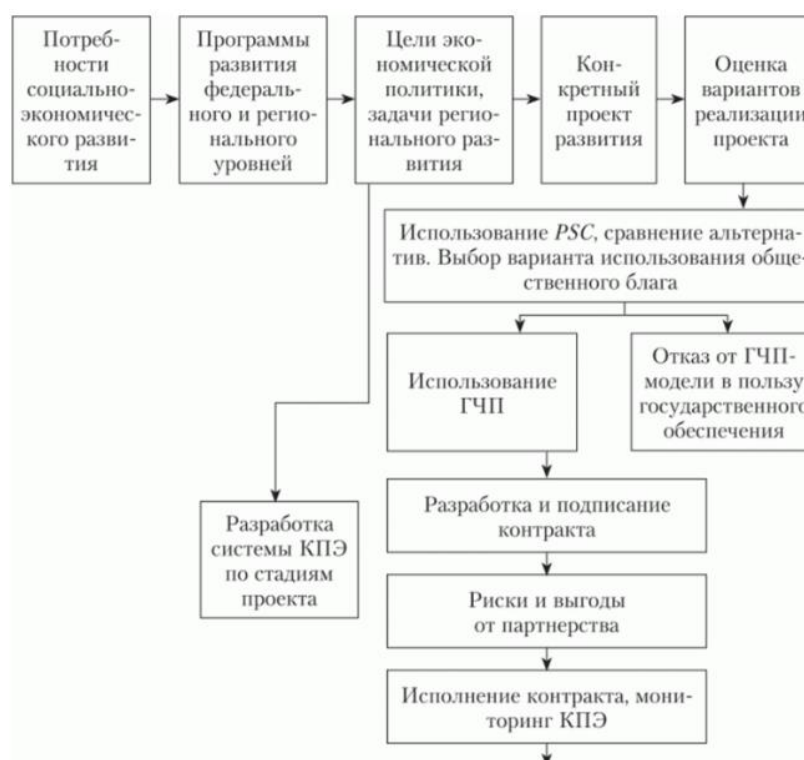 Потреб-
ности
социально-
экономичес-
кого разви-
тия
Программы
развития
федерального
и регио-
нального
уровней
Цели эко-
номической
политики,
задачи регио-
нального раз-
вития
Кон-
кретный
проект
развития
Оценка
вариантов
реализации
проекта
Использование PSC, сравнение альтерна-
тив. Выбор варианта использования обще-
ственного блага
Использование
ГЧП
Отказ от ГЧП-
модели в пользу
государственного
обеспечения
Разработка и подписание
контракта
Разработка
системы КПЭ
по стадиям
проекта
Риски и выгоды
от партнерства
Исполнение контракта, мони-
торинг КПЭ